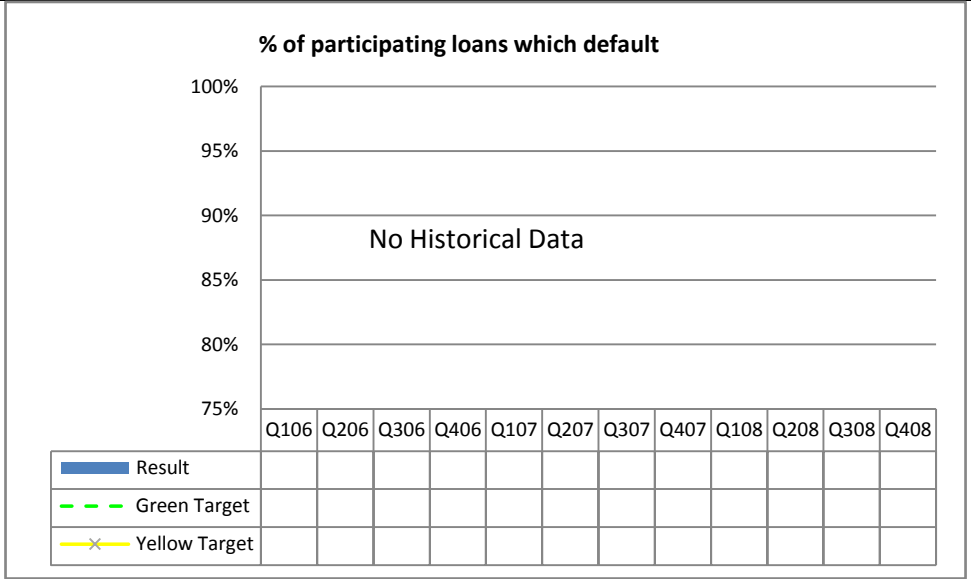 % of participating loans which default
100%
95%
90%
No Historical Data
85%
80%
75%
Q106 Q206 Q306 Q406 Q107 Q207 Q307 Q407 Q108 Q208 Q308 Q408
Result
Green Target
Yellow Target